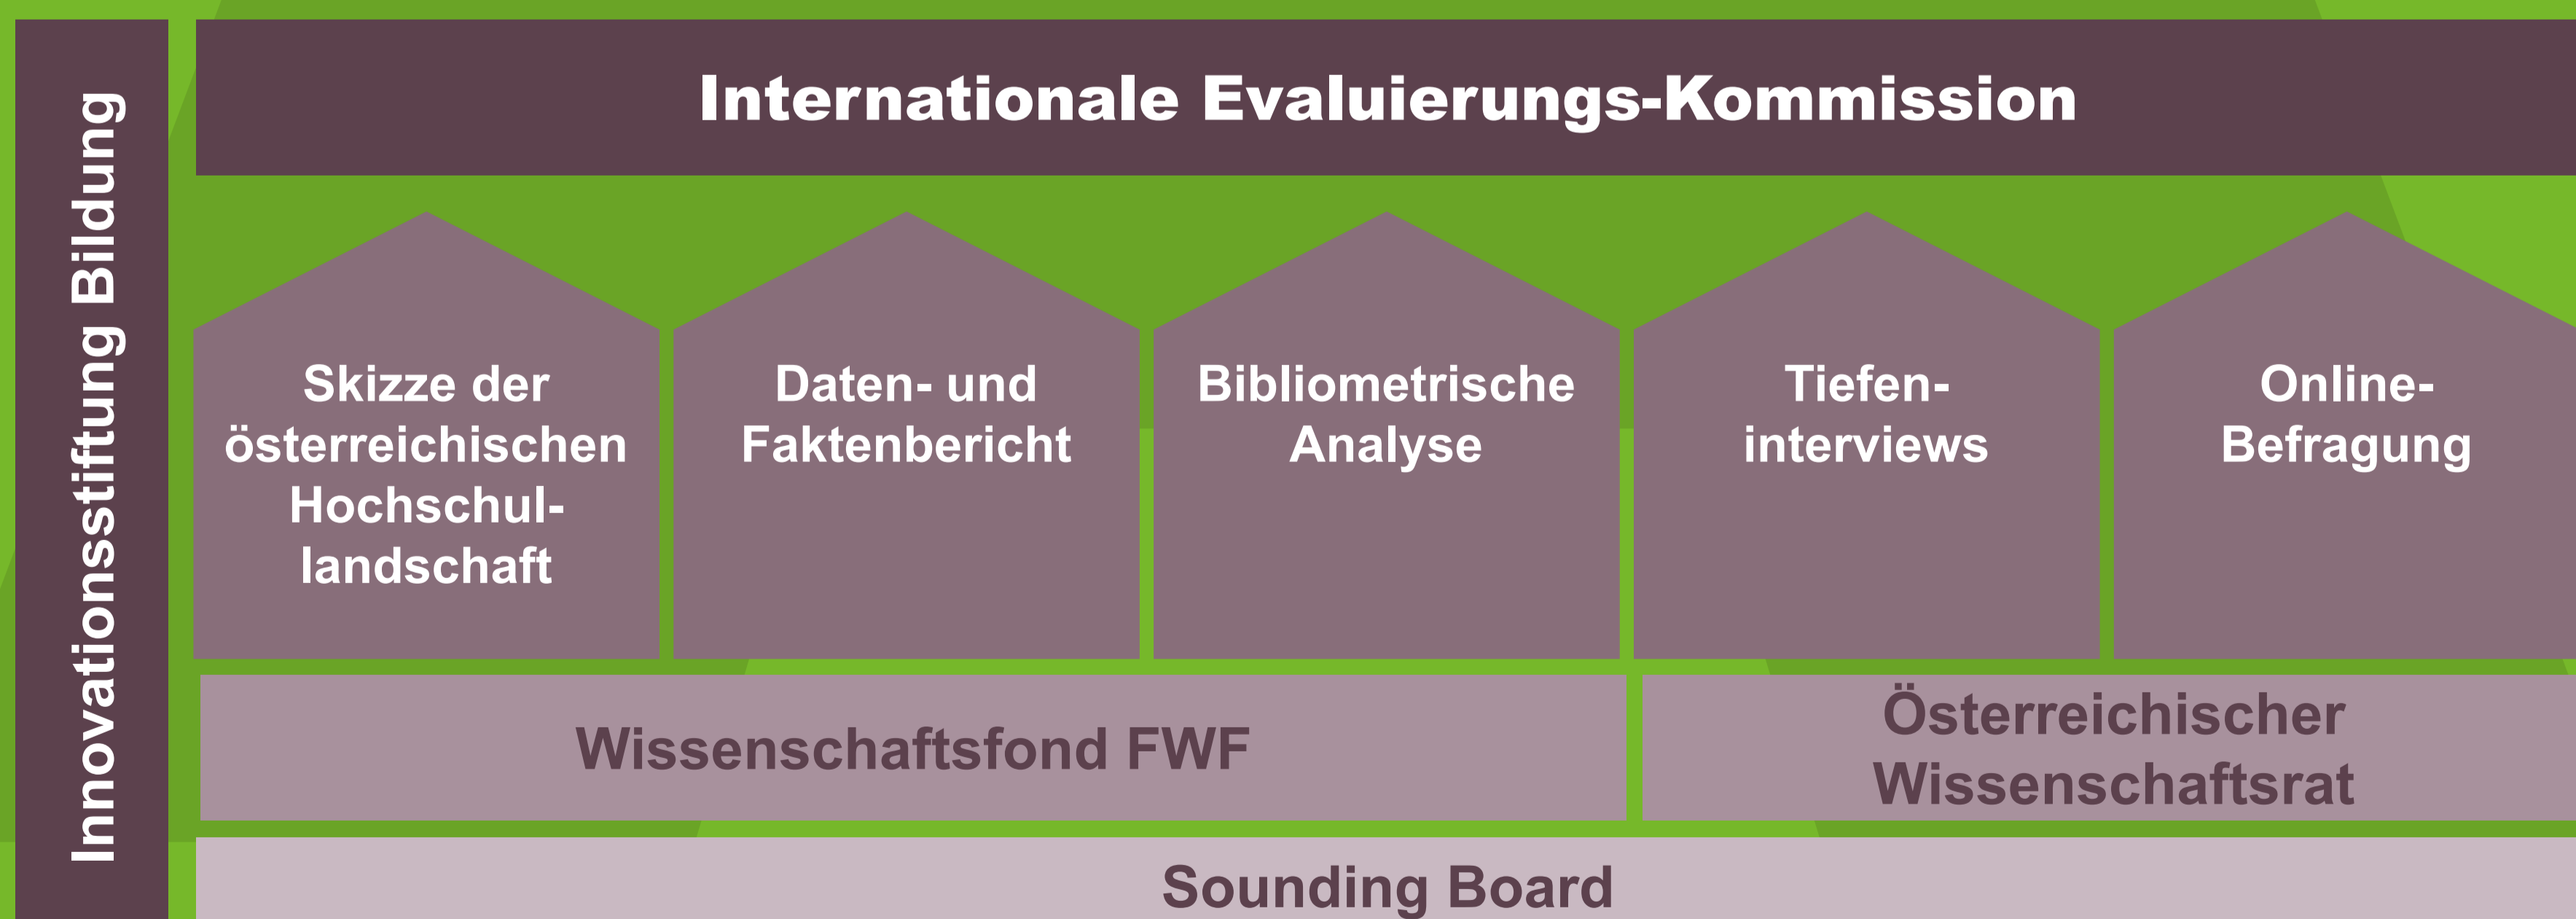 Innovationsstiftung Bildung
Internationale Evaluierungs-Kommission
Skizze der
österreichischen
Hochschul-
landschaft
Daten- und
Faktenbericht
Bibliometrische
Analyse
Tiefen-
interviews
Online-
Befragung
Wissenschaftsfond FWF
Österreichischer
Wissenschaftsrat
Sounding Board